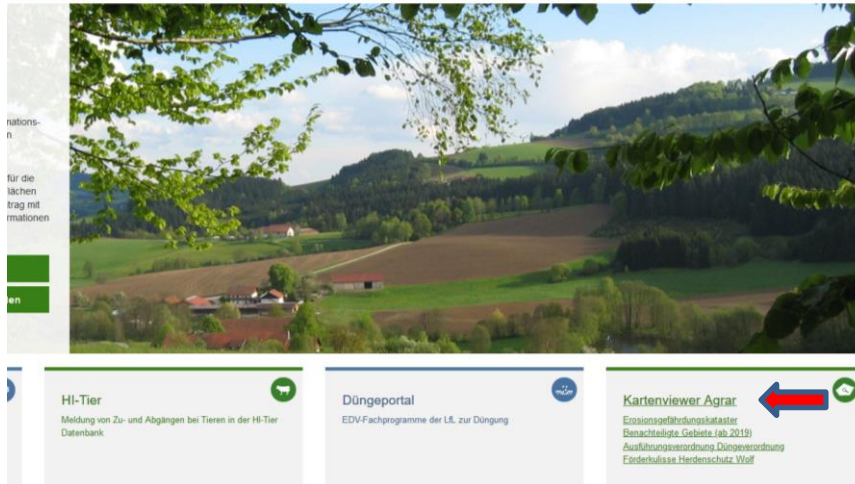 nations-
n
für die
lächen
trag mit
rmationen
en
HI-Tier
Meldung von Zu- und Abgängen bei Tieren in der HI-Tier
Datenbank
Düngeportal
EDV-Fachprogramme der LfL zur Düngung
Kartenviewer Agrar
Erosionsgefährdungskataster
Benachteiligte Gebiete (ab 2019)
Ausführungsverordnung Düngeverordnung
Förderkulisse Herdenschutz Wolf